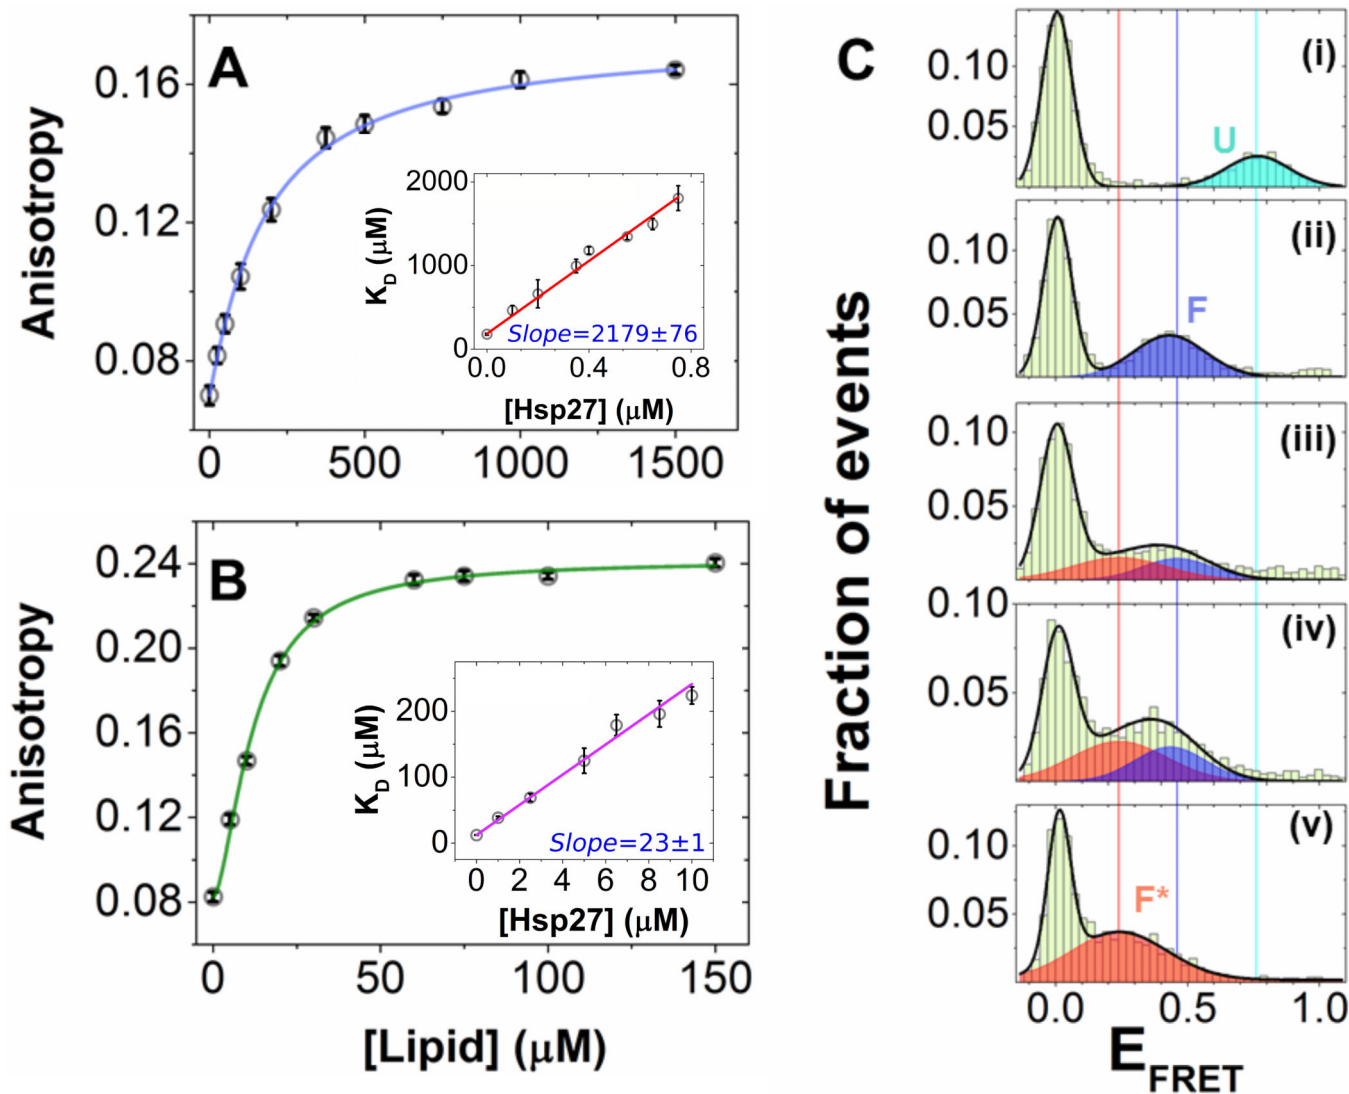 A
Anisotropy
0.16
0.12
0.08
0
500
1000
1500
2000
1000
0
K_D (μM)
Slope=2179±76
0.0
0.4
0.8
[Hsp27] (μM)
B
Anisotropy
0.24
0.20
0.16
0.12
0.08
0
50
100
150
200
100
0
K_D (μM)
Slope=23±1
0 2 4 6 8 10
[Hsp27] (μM)
[Lipid] (μM)
C
Fraction of events
0.10
0.05
U
(i)
0.10
0.05
F
(ii)
0.10
0.05
(iii)
0.10
0.05
(iv)
0.10
0.05
F*
(v)
0.0
0.5
1.0
E_FRET